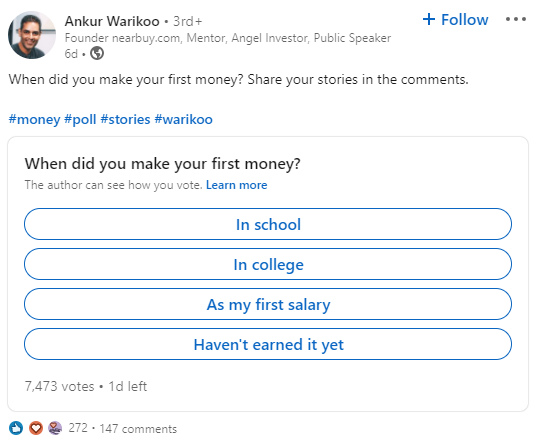 Ankur Warikoo • 3rd+
+ Follow
Founder nearbuy.com, Mentor, Angel Investor, Public Speaker
6d •
When did you make your first money? Share your stories in the comments.
#money #poll #stories #warikoo
When did you make your first money?
The author can see how you vote. Learn more
In school
In college
As my first salary
Haven't earned it yet
7,473 votes • 1d left
272 • 147 comments